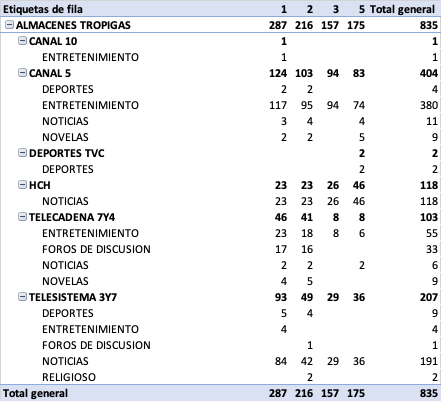 Etiquetas de fila 1 2 3 5 Total general
ALMACENES TROPIGAS 287 216 157 175 835
CANAL 10 1 1
ENTRETENIMIENTO 1 1
CANAL 5 124 103 94 83 404
DEPORTES 2 2 4
ENTRETENIMIENTO 117 95 94 74 380
NOTICIAS 3 4 4 11
NOVELAS 2 2 5 9
DEPORTES TVC 2 2
DEPORTES 2 2
HCH 23 23 26 46 118
NOTICIAS 23 23 26 46 118
TELECADENA 7Y4 46 41 8 8 103
ENTRETENIMIENTO 23 18 8 6 55
FOROS DE DISCUSION 17 16 33
NOTICIAS 2 2 2 6
NOVELAS 4 5 9
TELESISTEMA 3Y7 93 49 29 36 207
DEPORTES 5 4 9
ENTRETENIMIENTO 4 4
FOROS DE DISCUSION 1 1
NOTICIAS 84 42 29 36 191
RELIGIOSO 2 2
Total general 287 216 157 175 835